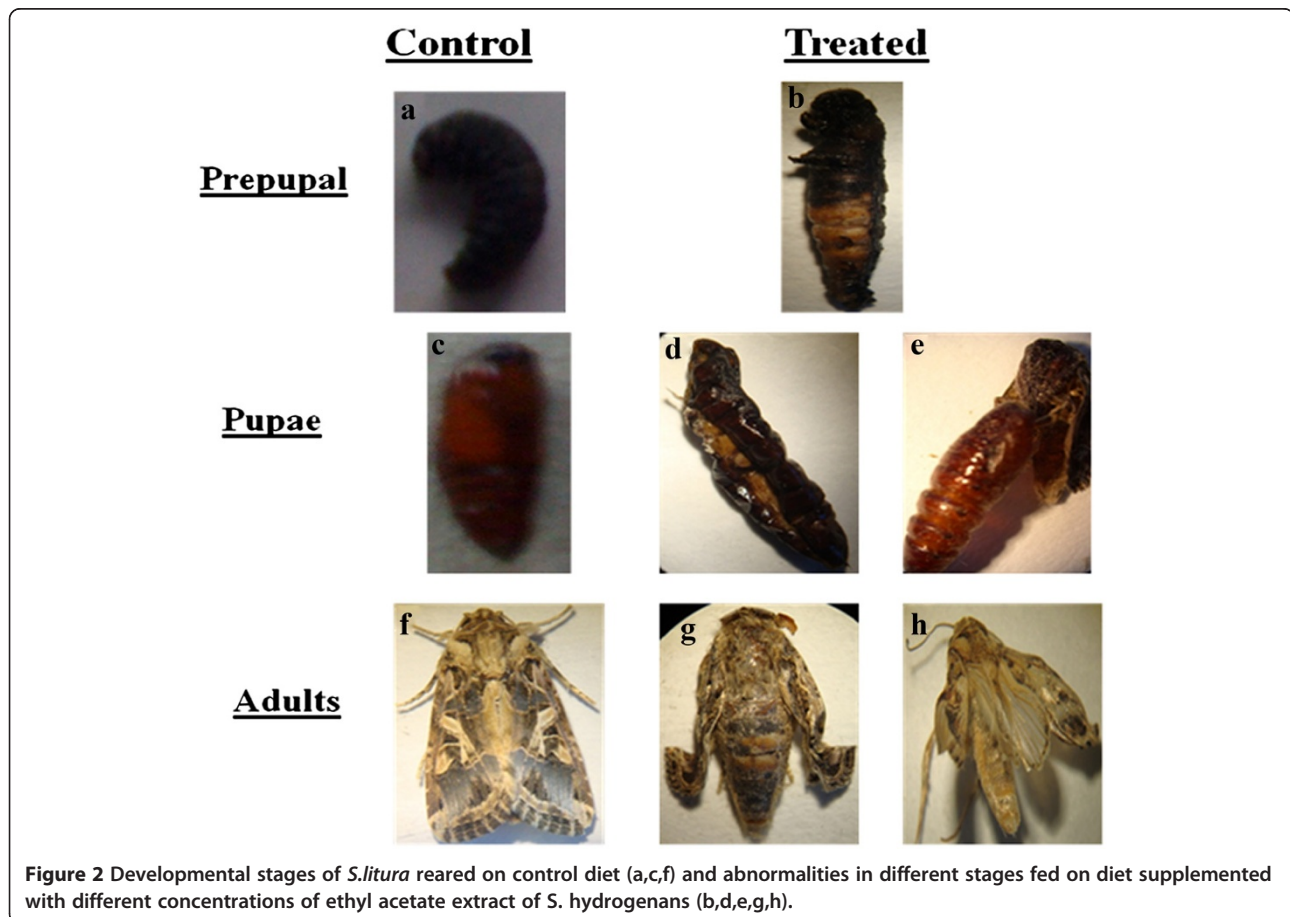 Control Treated
a b
Prepupal
c d e
Pupae
f g h
Adults
Figure 2 Developmental stages of S.litura reared on control diet (a,c,f) and abnormalities in different stages fed on diet supplemented
with different concentrations of ethyl acetate extract of S. hydrogenans (b,d,e,g,h).